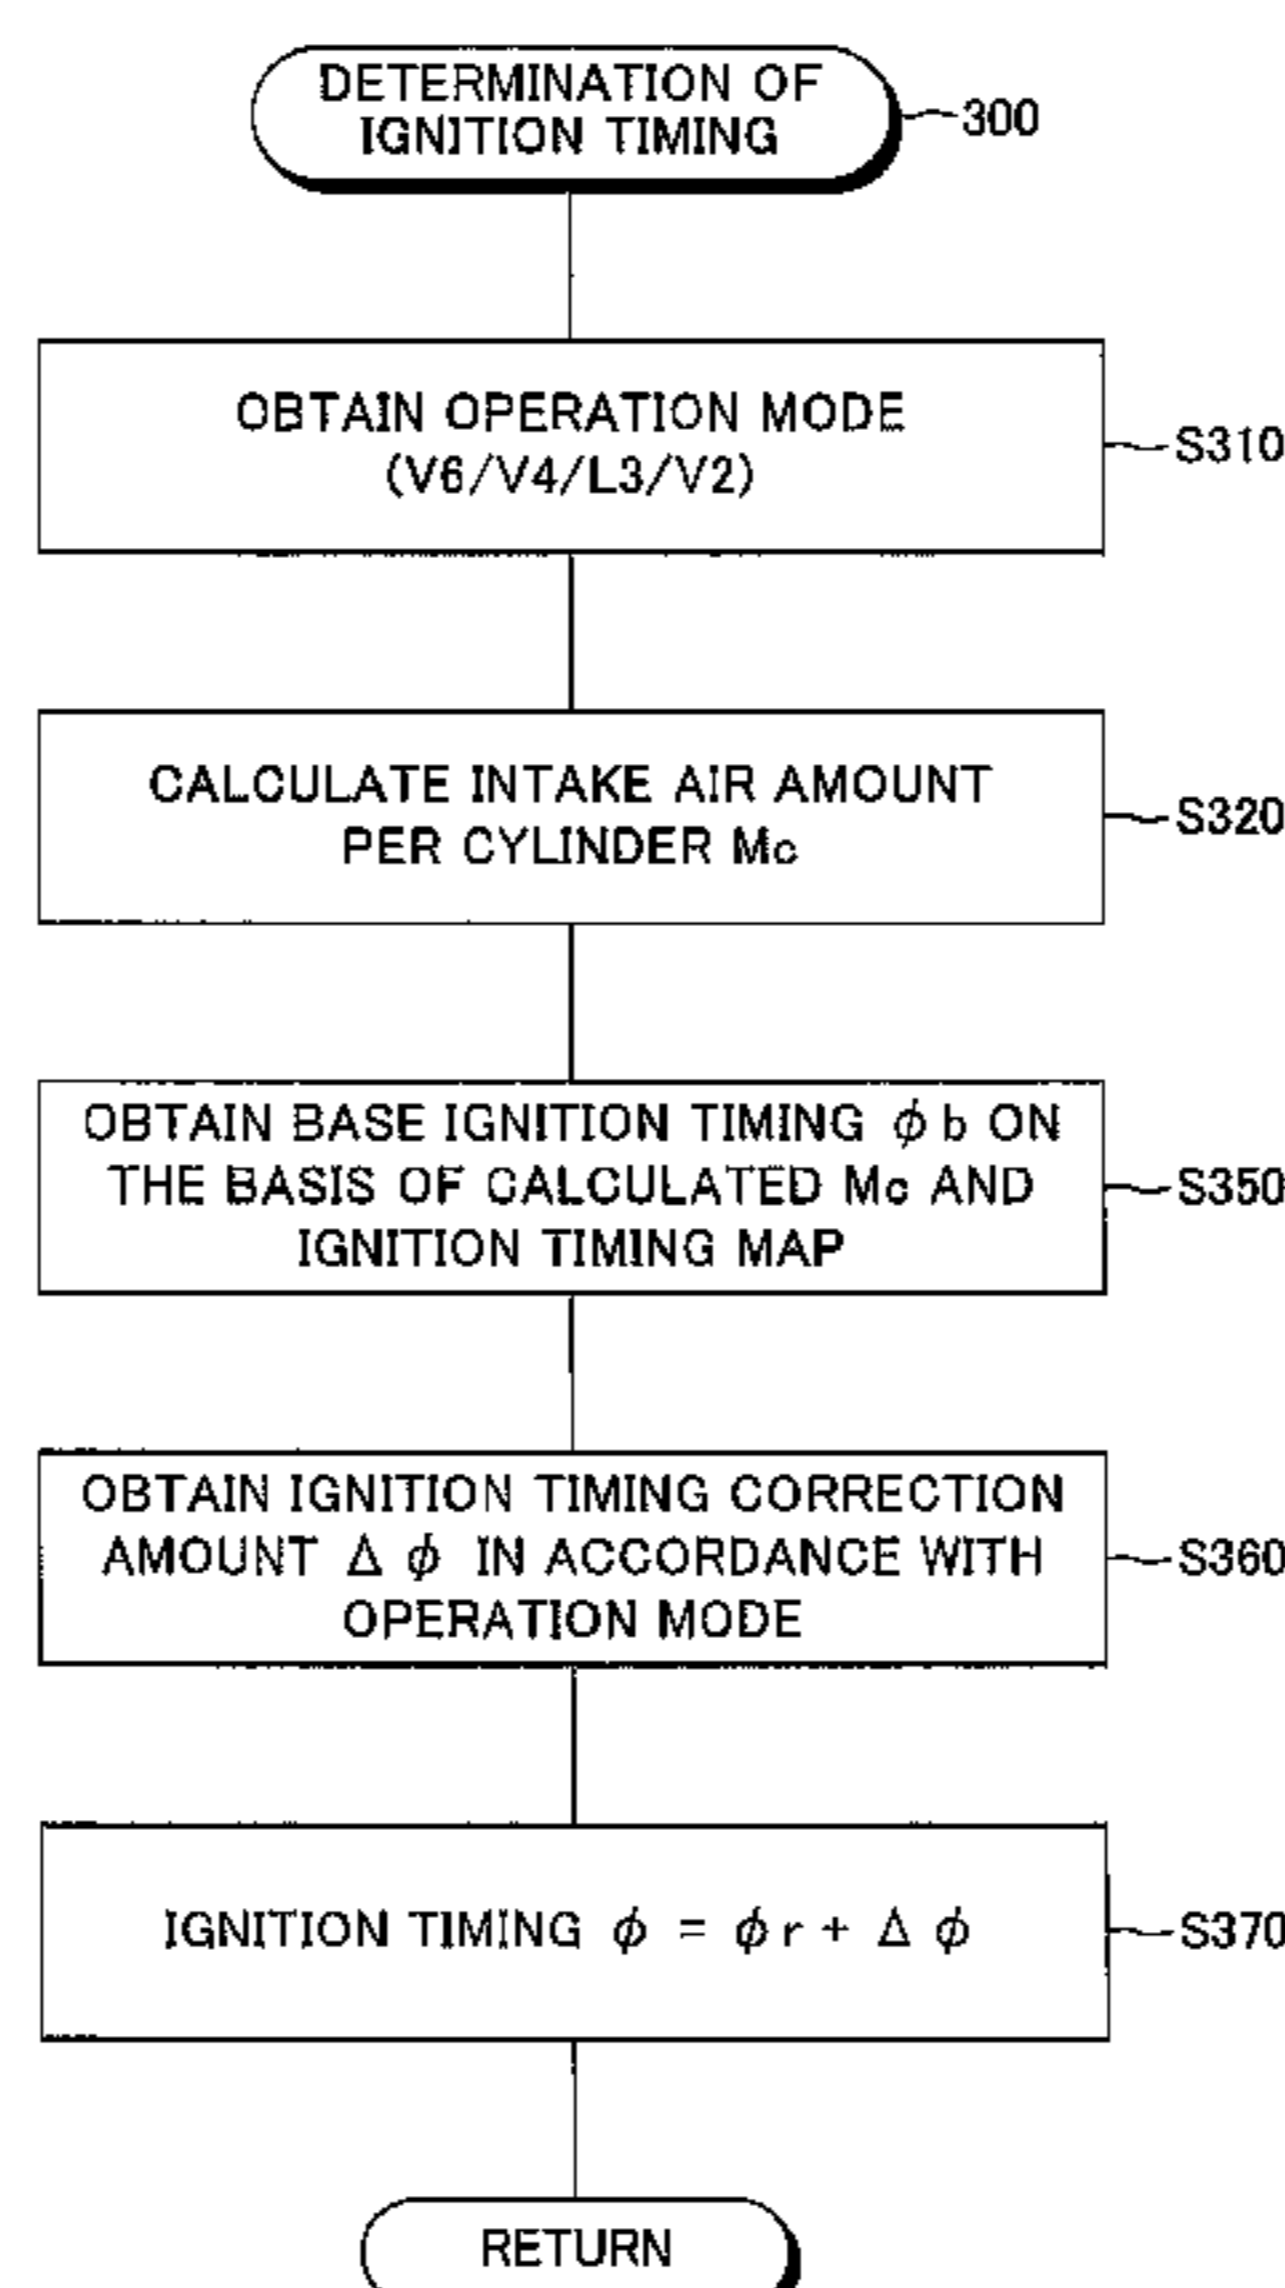 DETERMINATION OF
IGNITION TIMING
300
OBTAIN OPERATION MODE
(V6/V4/L3/V2)
S310
CALCULATE INTAKE AIR AMOUNT
PER CYLINDER Mc
S320
OBTAIN BASE IGNITION TIMING ϕb ON
THE BASIS OF CALCULATED Mc AND
IGNITION TIMING MAP
S350
OBTAIN IGNITION TIMING CORRECTION
AMOUNT Δϕ IN ACCORDANCE WITH
OPERATION MODE
S360
IGNITION TIMING ϕ = ϕr + Δϕ
S370
RETURN